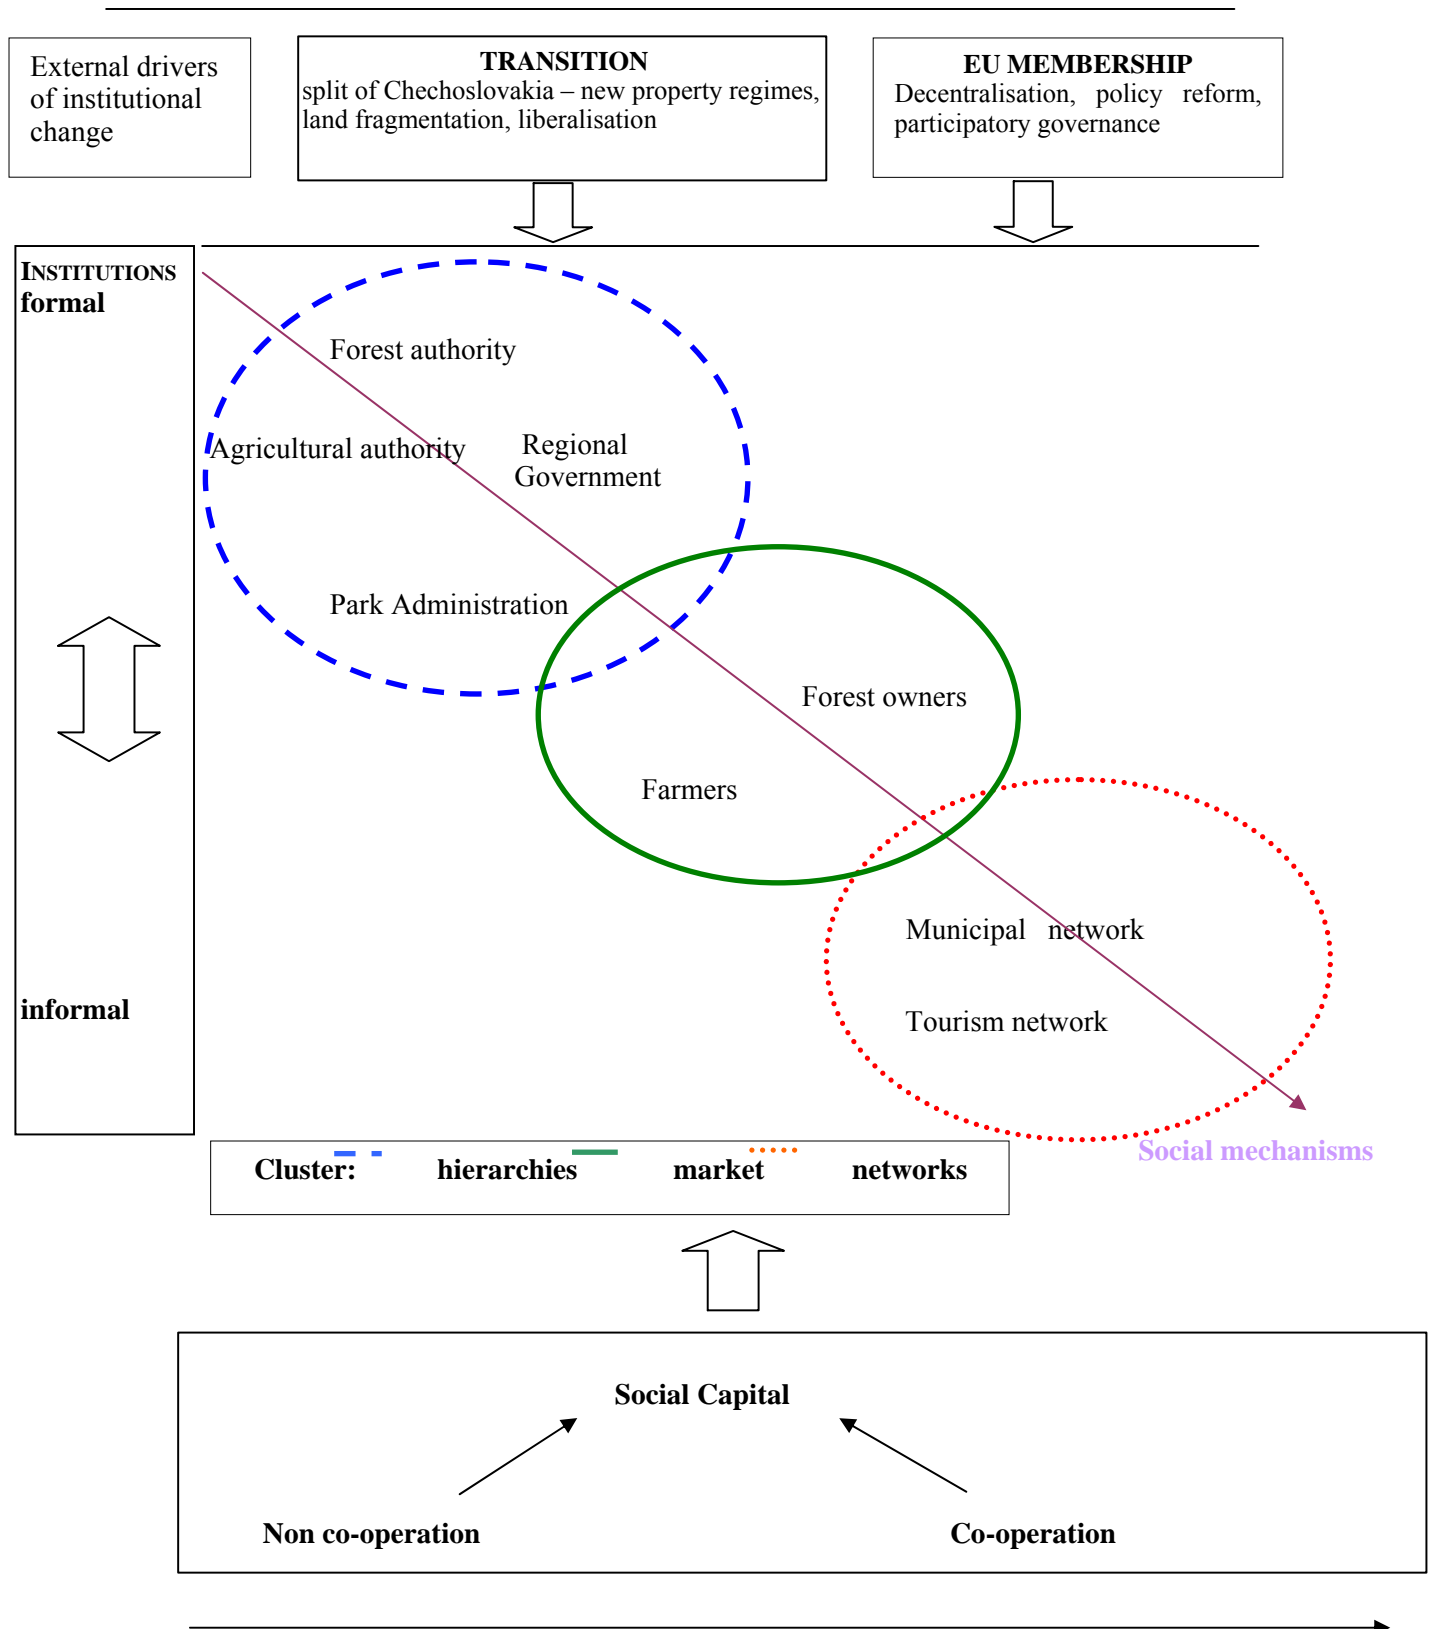 External drivers
of institutional
change
TRANSITION
split of Chechoslovakia – new property regimes,
land fragmentation, liberalisation
EU MEMBERSHIP
Decentralisation, policy reform,
participatory governance
INSTITUTIONS
formal
Forest authority
Agricultural authority
Regional
Government
Park Administration
Forest owners
Farmers
Municipal network
informal
Tourism network
Social mechanisms
Cluster: hierarchies market networks
Social Capital
Non co-operation
Co-operation